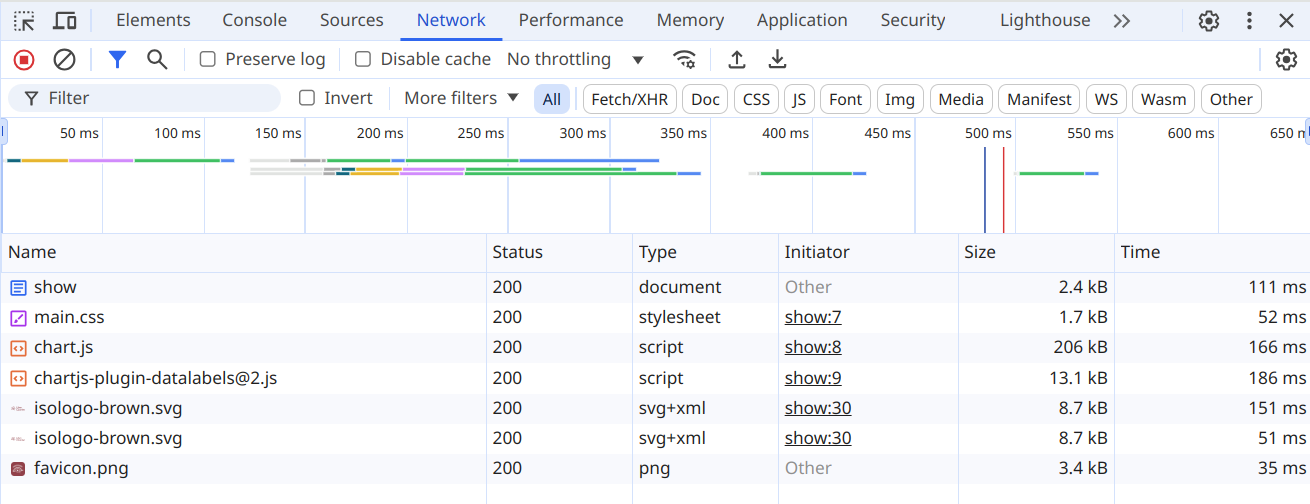 Elements Console Sources Network Performance Memory Application Security Lighthouse
Preserve log Disable cache No throttling
Filter Invert More filters All Fetch/XHR Doc CSS JS Font Img Media Manifest WS Wasm Other
50 ms 100 ms 150 ms 200 ms 250 ms 300 ms 350 ms 400 ms 450 ms 500 ms 550 ms 600 ms 650 m
Name Status Type Initiator Size Time
show 200 document Other 2.4 kB 111 ms
main.css 200 stylesheet show:7 1.7 kB 52 ms
chart.js 200 script show:8 206 kB 166 ms
chartjs-plugin-datalabels@2.js 200 script show:9 13.1 kB 186 ms
isologo-brown.svg 200 svg+xml show:30 8.7 kB 151 ms
isologo-brown.svg 200 svg+xml show:30 8.7 kB 51 ms
favicon.png 200 png Other 3.4 kB 35 ms